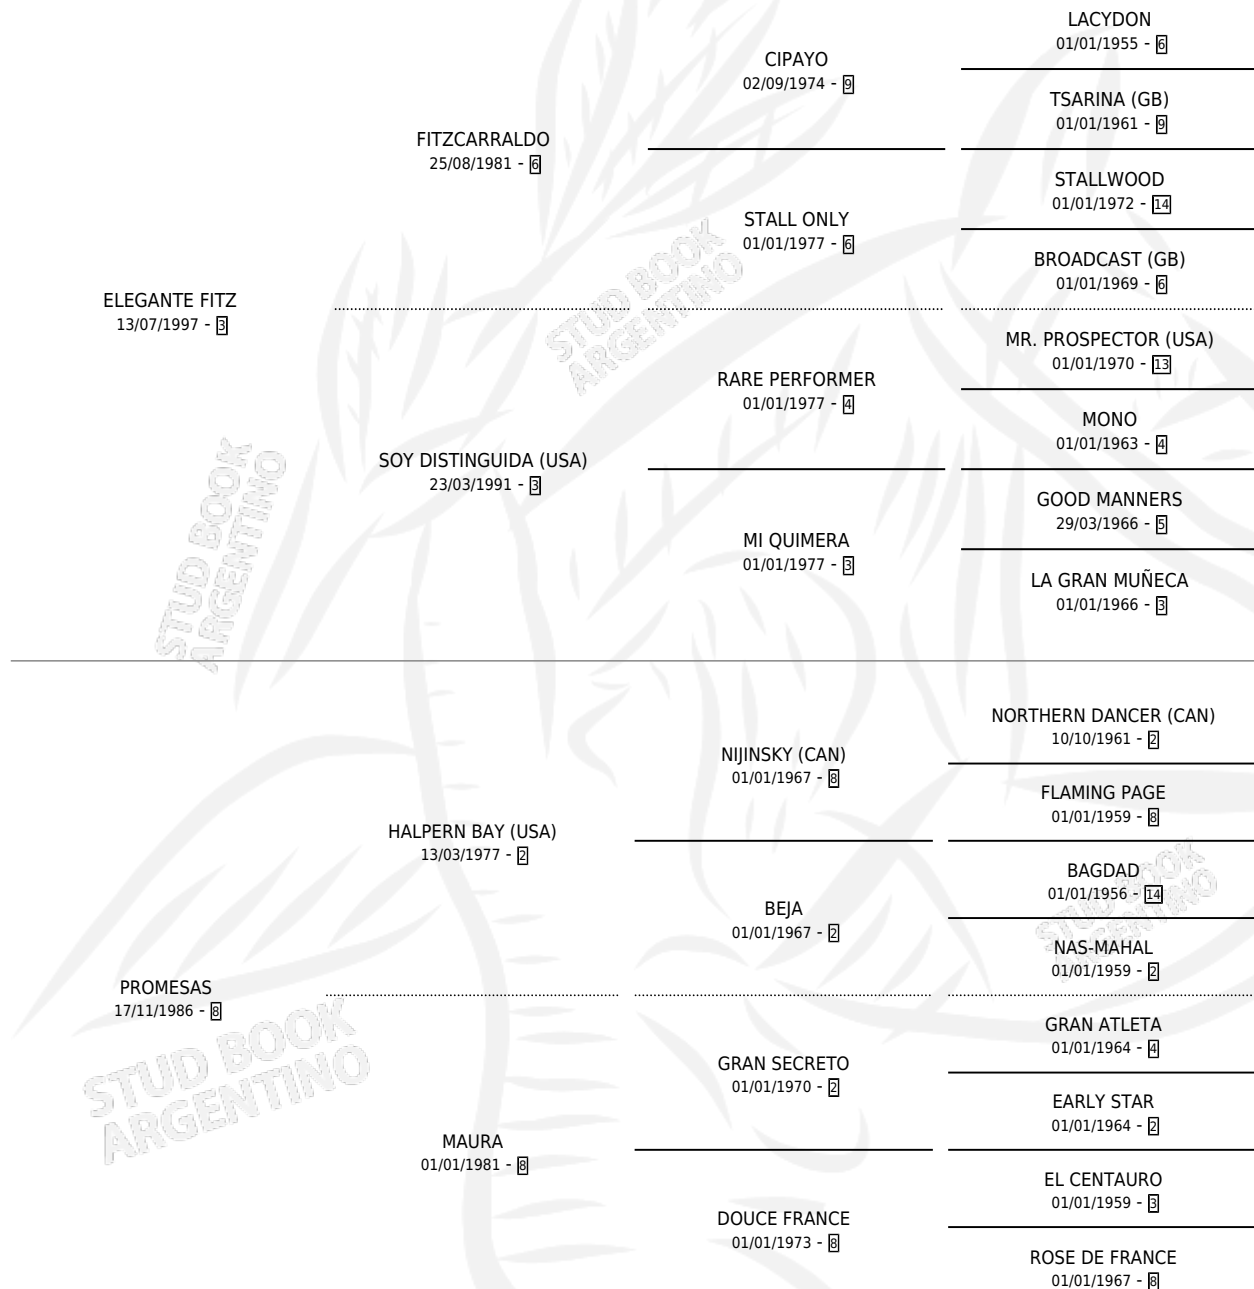 LACYDON
01/01/1955 - 6
CIPAYO
02/09/1974 - 9
TSARINA (GB)
01/01/1961 - 9
FITZCARRALDO
25/08/1981 - 6
STALLWOOD
01/01/1972 - 14
STALL ONLY
01/01/1977 - 6
BROADCAST (GB)
01/01/1969 - 6
ELEGANTE FITZ
13/07/1997 - 3
MR. PROSPECTOR (USA)
01/01/1970 - 13
RARE PERFORMER
01/01/1977 - 4
MONO
01/01/1963 - 4
SOY DISTINGUIDA (USA)
23/03/1991 - 3
GOOD MANNERS
29/03/1966 - 5
MI QUIMERA
01/01/1977 - 3
LA GRAN MUÑECA
01/01/1966 - 3
NORTHERN DANCER (CAN)
10/10/1961 - 2
NIJINSKY (CAN)
01/01/1967 - 8
FLAMING PAGE
01/01/1959 - 8
HALPERN BAY (USA)
13/03/1977 - 2
BAGDAD
01/01/1956 - 14
BEJA
01/01/1967 - 2
NAS-MAHAL
01/01/1959 - 2
PROMESAS
17/11/1986 - 8
GRAN ATLETA
01/01/1964 - 4
GRAN SECRETO
01/01/1970 - 2
EARLY STAR
01/01/1964 - 2
MAURA
01/01/1981 - 8
EL CENTAURO
01/01/1959 - 3
DOUCE FRANCE
01/01/1973 - 8
ROSE DE FRANCE
01/01/1967 - 8
STUD BOOK
ARGENTINO
STUD BOOK
ARGENTINO
STUD BOOK
ARGENTINO
STUD BOOK
ARGENTINO